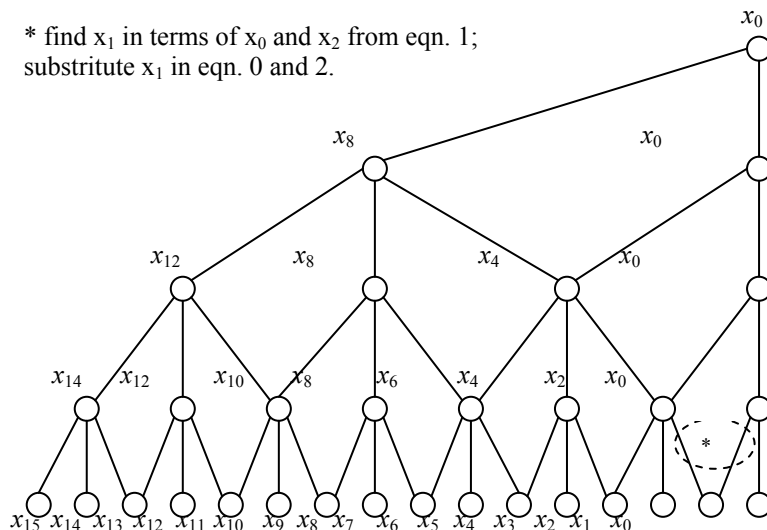 x₀
* find x₁ in terms of x₀ and x₂ from eqn. 1;
substritute x₁ in eqn. 0 and 2.
x₈ x₀
x₁₂ x₈ x₄ x₀
x₁₄ x₁₂ x₁₀ x₈ x₆ x₄ x₂ x₀
*
x₁₅ x₁₄ x₁₃ x₁₂ x₁₁ x₁₀ x₉ x₈ x₇ x₆ x₅ x₄ x₃ x₂ x₁ x₀